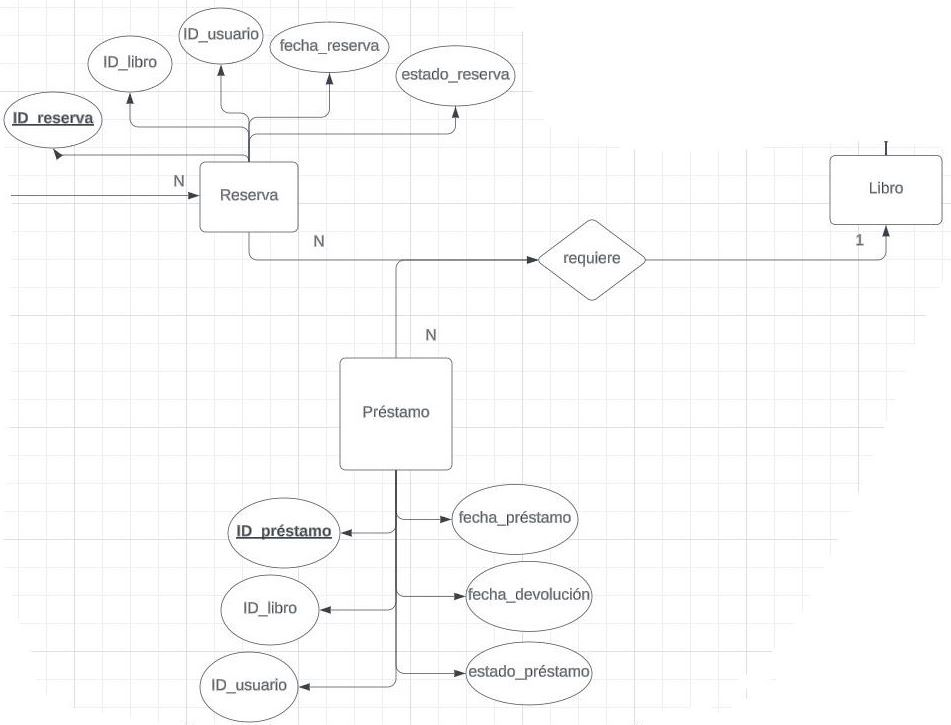 ID_usuario
fecha_reserva
ID_libro
estado_reserva
ID_reserva
N
Reserva
Libro
N
1
requiere
N
Préstamo
fecha_préstamo
ID_préstamo
fecha_devolución
ID_libro
estado_préstamo
ID_usuario